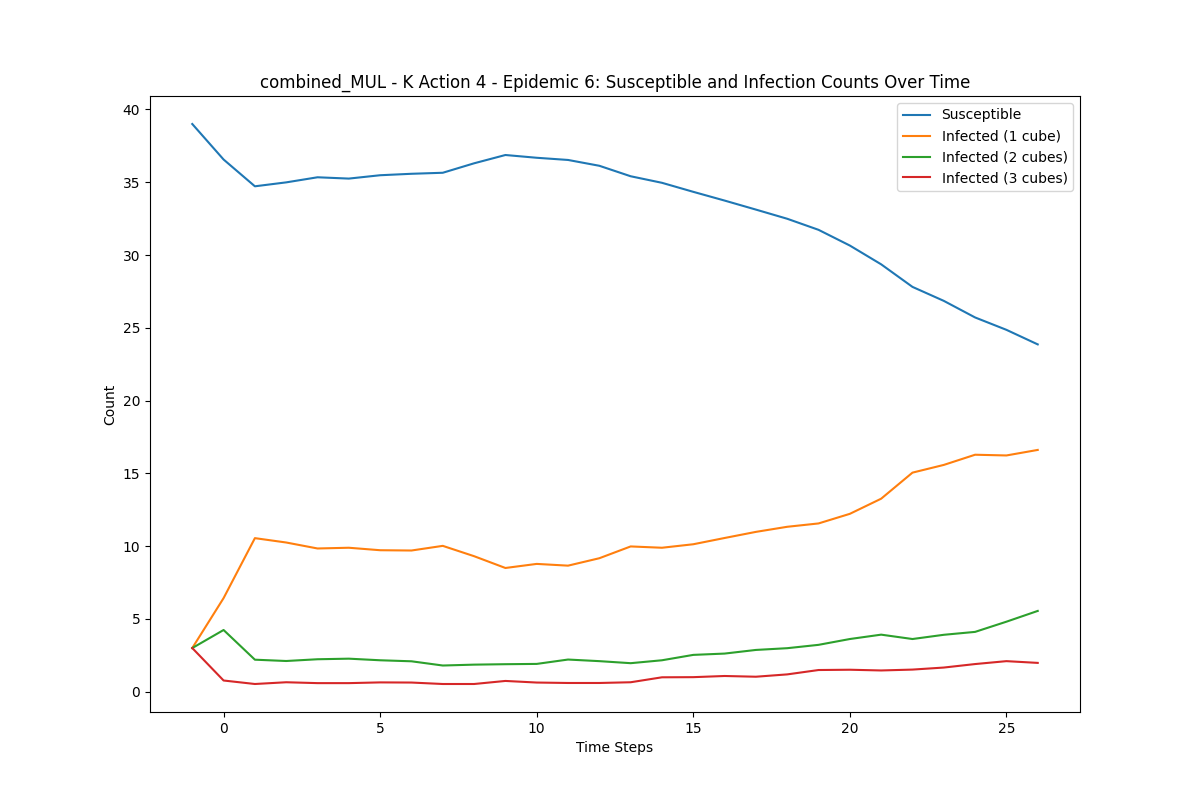 combined_MUL - K Action 4 - Epidemic 6: Susceptible and Infection Counts Over Time
Susceptible
Infected (1 cube)
Infected (2 cubes)
Infected (3 cubes)
40
35
30
25
20
15
10
5
0
Count
0 5 10 15 20 25
Time Steps